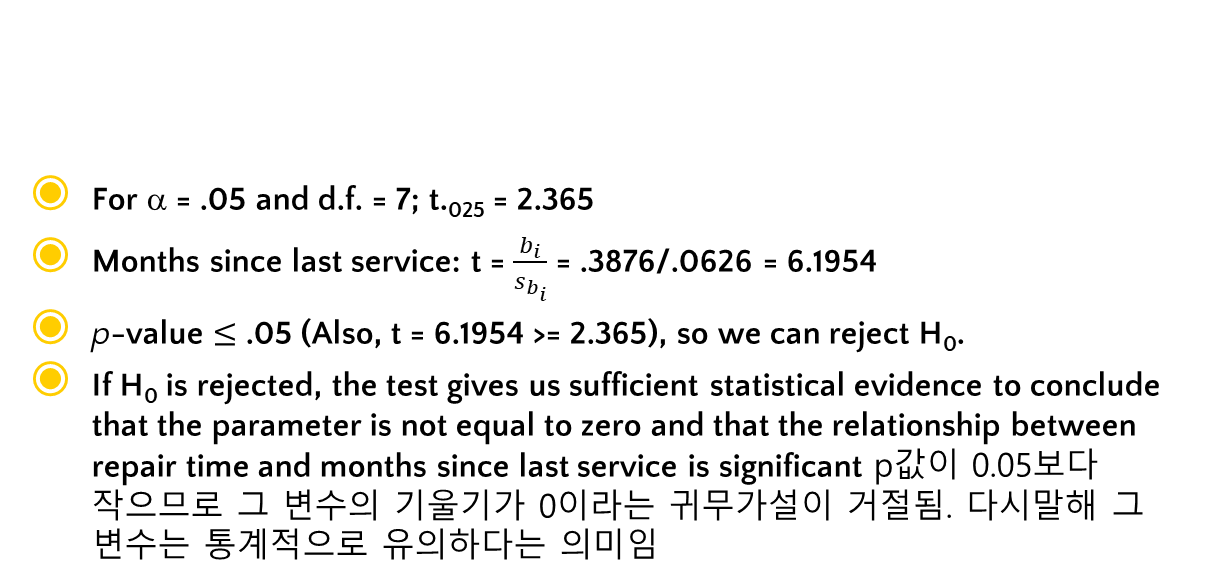 For α = .05 and d.f. = 7; t.₀₂₅ = 2.365
Months since last service: t = bᵢ/s_bᵢ = .3876/.0626 = 6.1954
p-value ≤ .05 (Also, t = 6.1954 >= 2.365), so we can reject H₀.
If H₀ is rejected, the test gives us sufficient statistical evidence to conclude
that the parameter is not equal to zero and that the relationship between
repair time and months since last service is significant p값이 0.05보다
작으므로 그 변수의 기울기가 0이라는 귀무가설이 거절됨. 다시말해 그
변수는 통계적으로 유의하다는 의미임